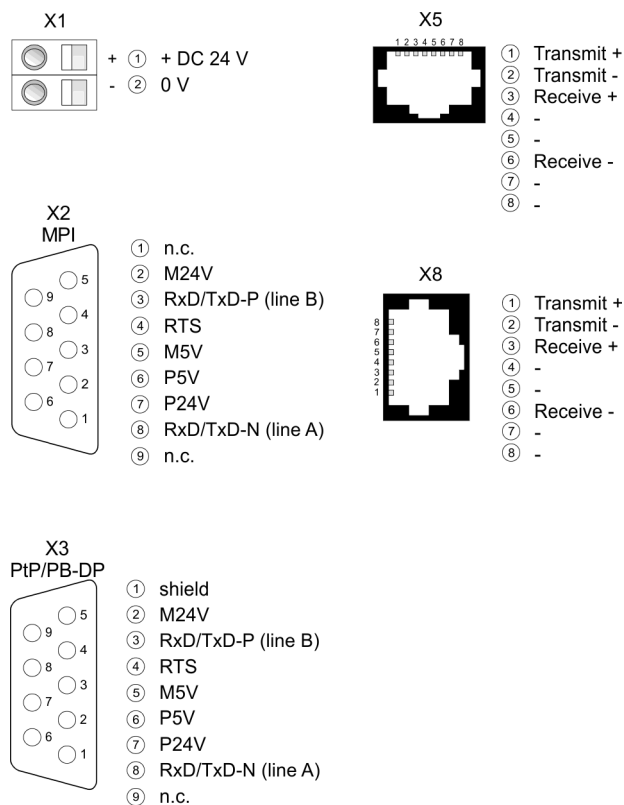 X1
+ ① + DC 24 V
- ② 0 V
X5
1 2 3 4 5 6 7 8
① Transmit +
② Transmit -
③ Receive +
④ -
⑤ -
⑥ Receive -
⑦ -
⑧ -
X2
MPI
5
9
4
8
3
7
2
6
1
① n.c.
② M24V
③ RxD/TxD-P (line B)
④ RTS
⑤ M5V
⑥ P5V
⑦ P24V
⑧ RxD/TxD-N (line A)
⑨ n.c.
X8
8
7
6
5
4
3
2
1
① Transmit +
② Transmit -
③ Receive +
④ -
⑤ -
⑥ Receive -
⑦ -
⑧ -
X3
PtP/PB-DP
5
9
4
8
3
7
2
6
1
① shield
② M24V
③ RxD/TxD-P (line B)
④ RTS
⑤ M5V
⑥ P5V
⑦ P24V
⑧ RxD/TxD-N (line A)
⑨ n.c.